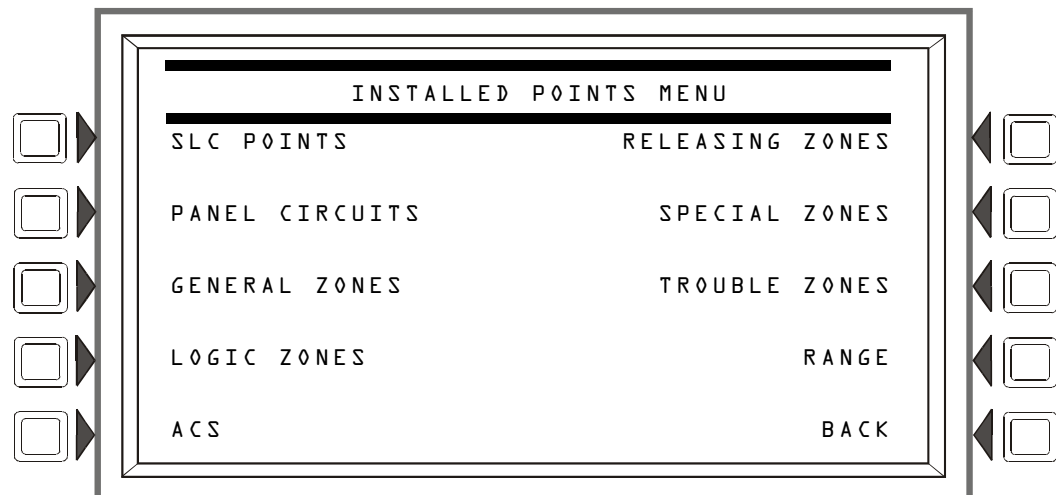 INSTALLED POINTS MENU
SLC POINTS RELEASING ZONES
PANEL CIRCUITS SPECIAL ZONES
GENERAL ZONES TROUBLE ZONES
LOGIC ZONES RANGE
ACS BACK